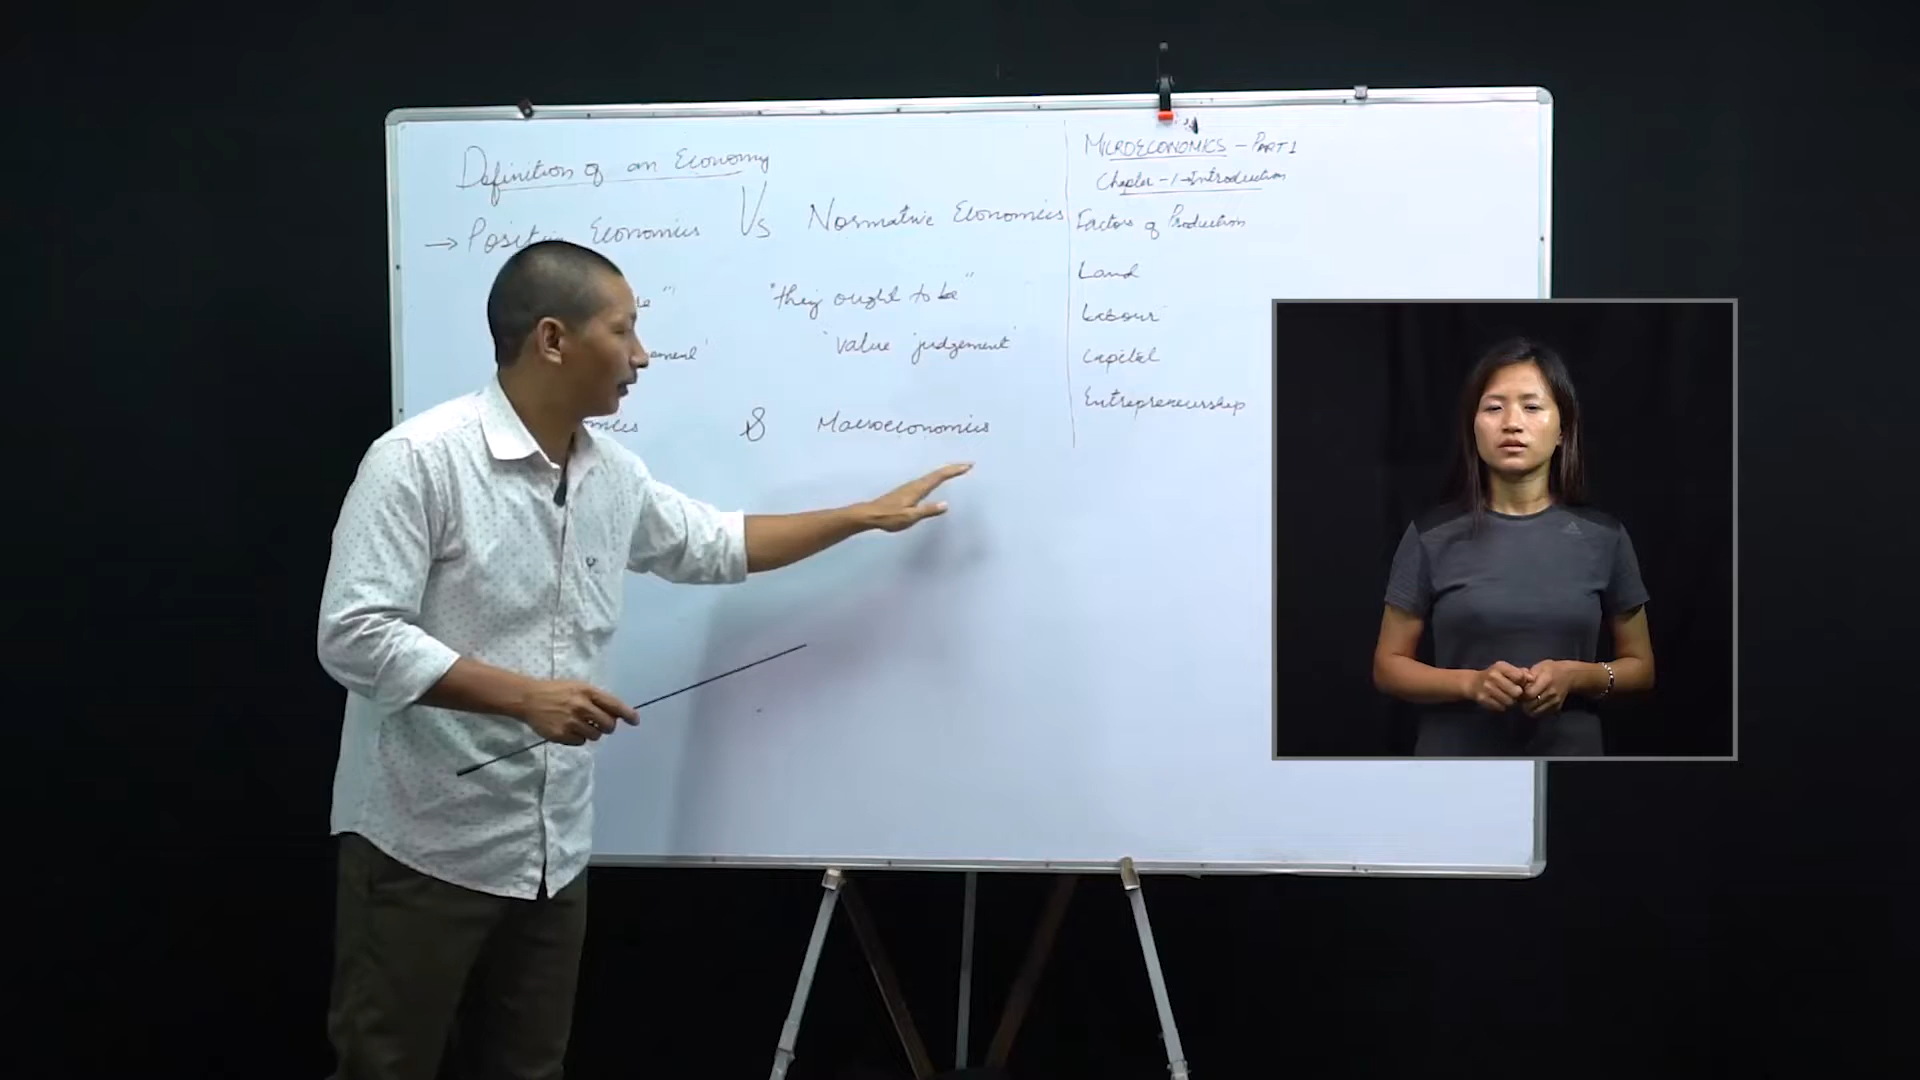 Definition of an Economy
→ Positive Economics Vs Normative Economics
"they ought to be"
'value judgement'
& Macroeconomics
MICROECONOMICS - PART 1
Chapter - 1 → Introduction
Factors of Production
Land
Labour
Capital
Entrepreneurship